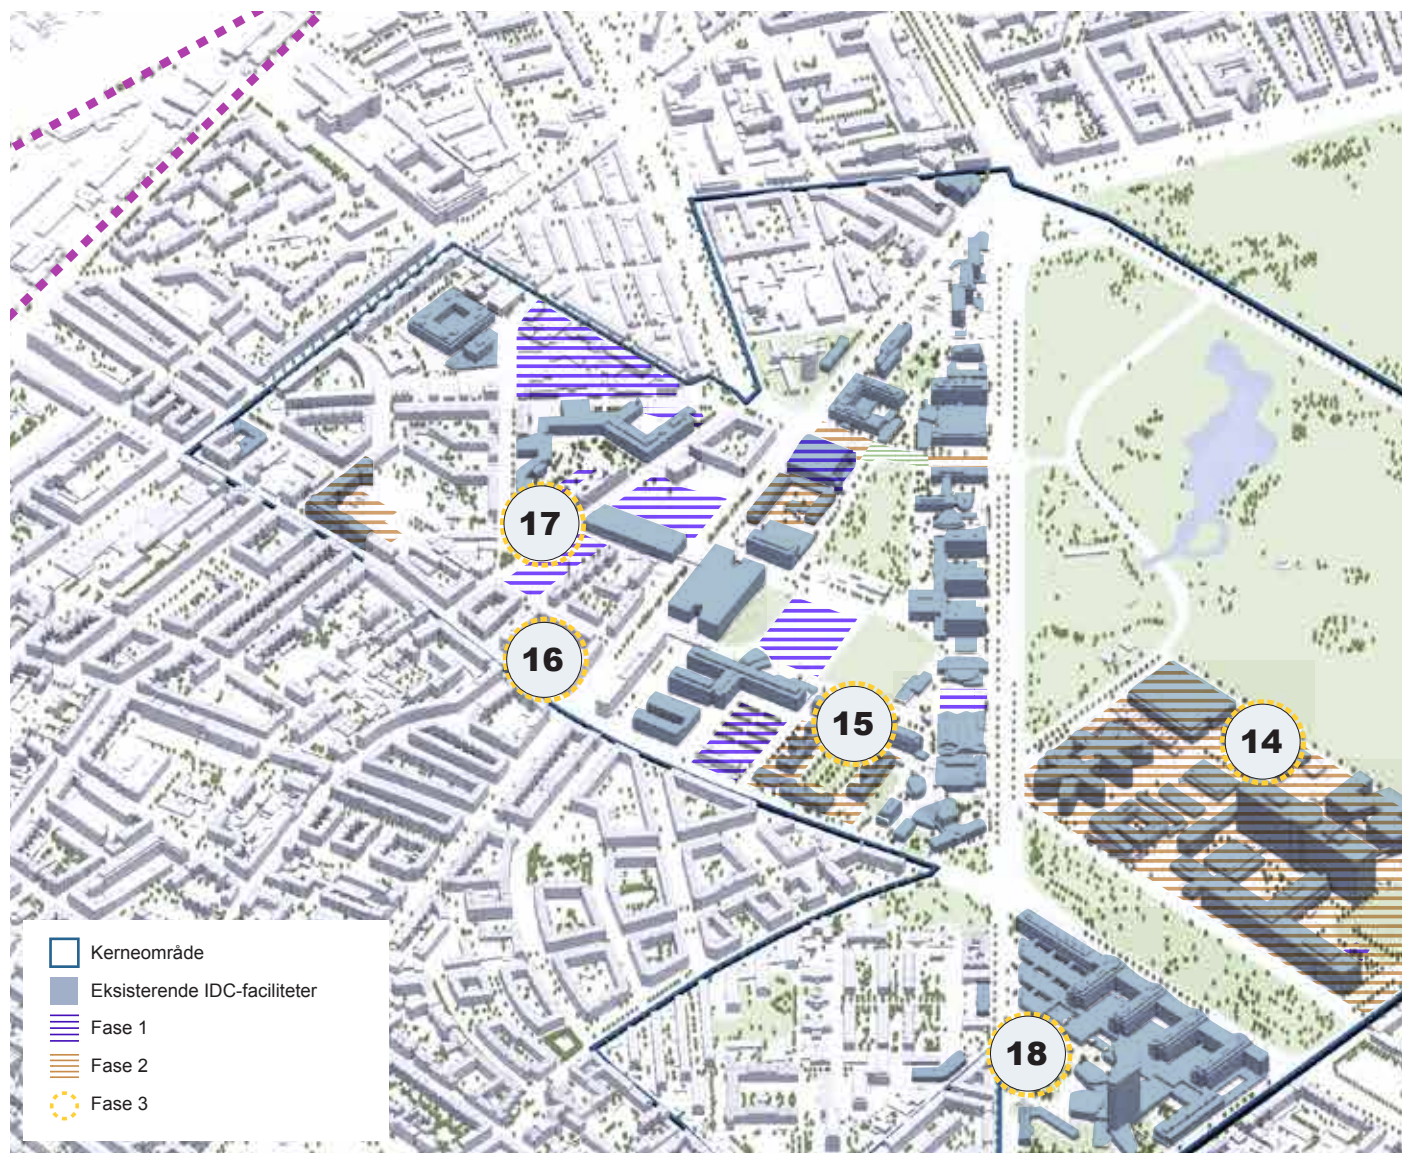 17
16
15
14
18
Kerneområde
Eksisterende IDC-faciliteter
Fase 1
Fase 2
Fase 3